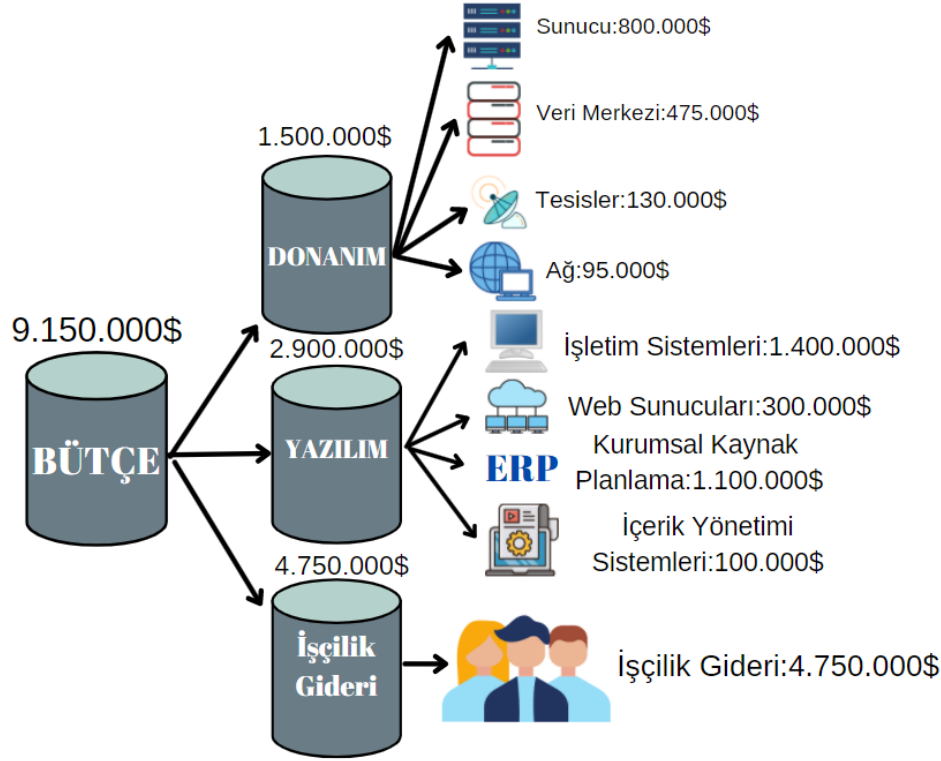 Sunucu:800.000$
Veri Merkezi:475.000$
1.500.000$
Tesisler:130.000$
DONANIM
Ağ:95.000$
9.150.000$
2.900.000$
İşletim Sistemleri:1.400.000$
Web Sunucuları:300.000$
BÜTÇE
YAZILIM
ERP
Kurumsal Kaynak
Planlama:1.100.000$
İçerik Yönetimi
Sistemleri:100.000$
4.750.000$
İşçilik
Gideri
İşçilik Gideri:4.750.000$